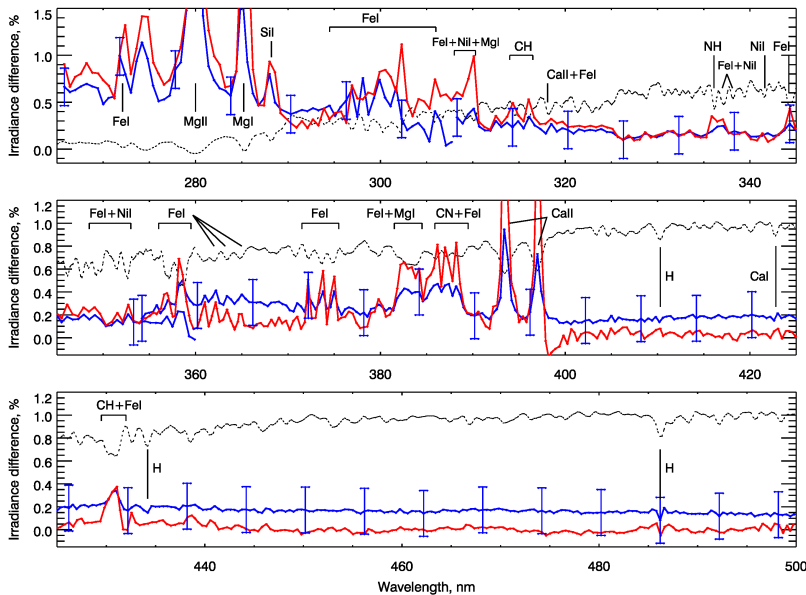 Irradiance difference, %
1.5
1.0
0.5
0.0
SiI
FeI
FeI+NiI+MgI
CH
CaII+FeI
NH
FeI+NiI
NiI
FeI
FeI
MgII
MgI
280
300
320
340
Irradiance difference, %
1.2
1.0
0.8
0.6
0.4
0.2
0.0
FeI+NiI
FeI
FeI
FeI+MgI
CN+FeI
CaII
H
CaI
360
380
400
420
Irradiance difference, %
1.2
1.0
0.8
0.6
0.4
0.2
0.0
CH+FeI
H
H
440
460
480
500
Wavelength, nm